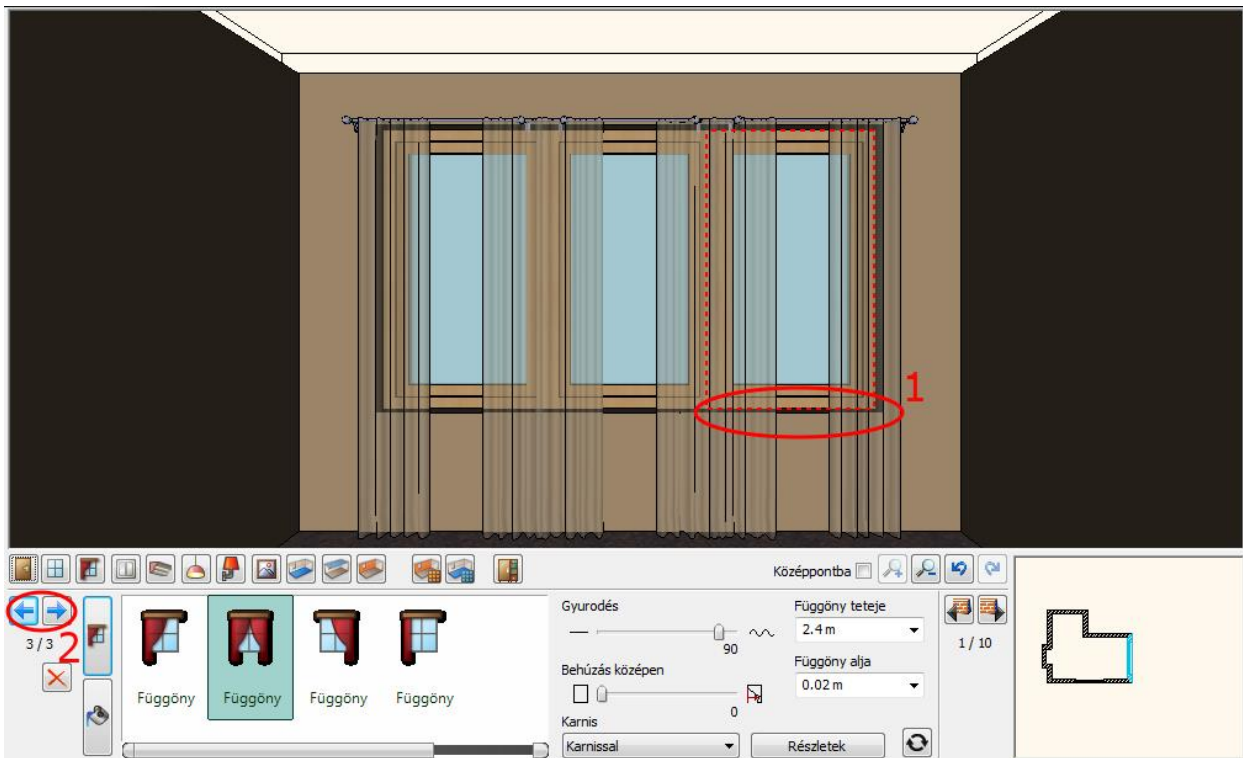 1
Középpontba
3 / 3
2
Függöny
Függöny
Függöny
Függöny
Gyurodés
90
Behúzás középen
0
Karnis
Karnissal
Függöny teteje
2.4 m
Függöny alja
0.02 m
Részletek
1 / 10